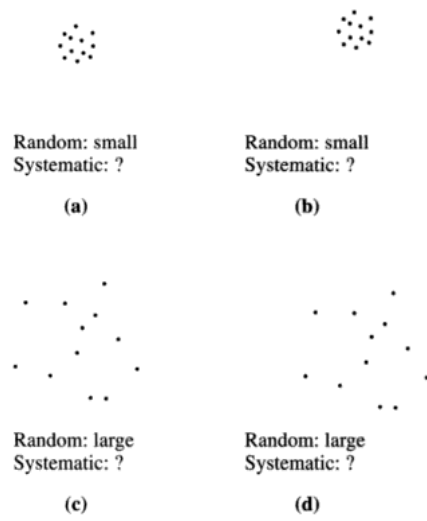 Random: small
Systematic: ?
(a)
Random: small
Systematic: ?
(b)
Random: large
Systematic: ?
(c)
Random: large
Systematic: ?
(d)